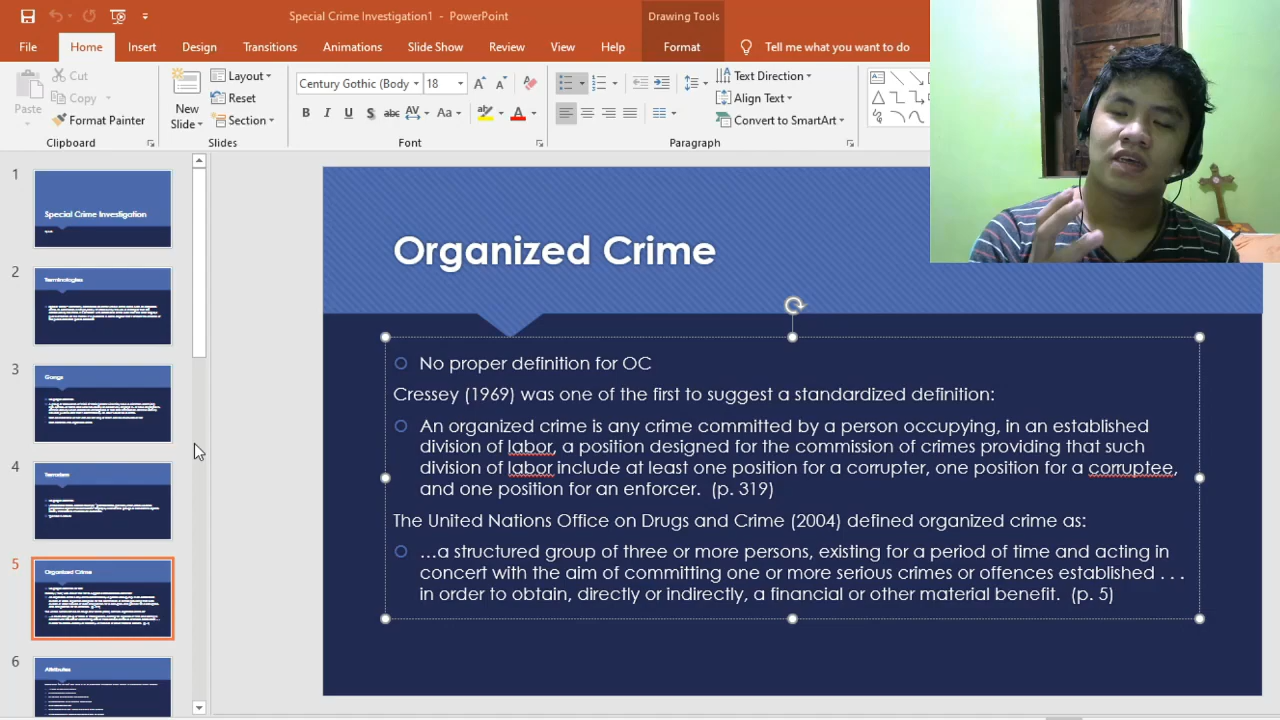 Special Crime Investigation1 - PowerPoint
Drawing Tools
File Home Insert Design Transitions Animations Slide Show Review View Help Format Tell me what you want to do
Paste
Cut
Copy
Format Painter
Clipboard
New
Slide
Layout
Reset
Section
Slides
Century Gothic (Body 18
B I U S abc AV Aa A
Font
Paragraph
Text Direction
Align Text
Convert to SmartArt
1
Special Crime Investigation
2
Terminologies
3
Gangs
4
Terrorism
5
Organized Crime
6
Attributes
Organized Crime
No proper definition for OC
Cressey (1969) was one of the first to suggest a standardized definition:
An organized crime is any crime committed by a person occupying, in an established
division of labor, a position designed for the commission of crimes providing that such
division of labor include at least one position for a corrupter, one position for a corruptee,
and one position for an enforcer. (p. 319)
The United Nations Office on Drugs and Crime (2004) defined organized crime as:
…a structured group of three or more persons, existing for a period of time and acting in
concert with the aim of committing one or more serious crimes or offences established . . .
in order to obtain, directly or indirectly, a financial or other material benefit. (p. 5)